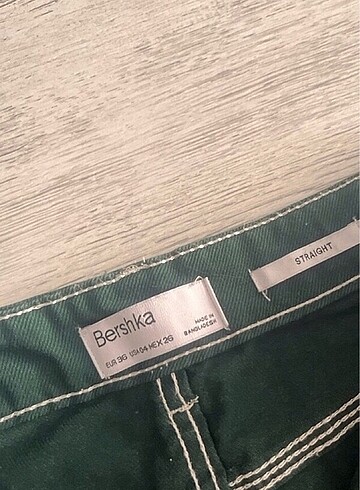 Bershka
EUR 36 USA 04 MEX 26
MADE IN
BANGLADESH
STRAIGHT